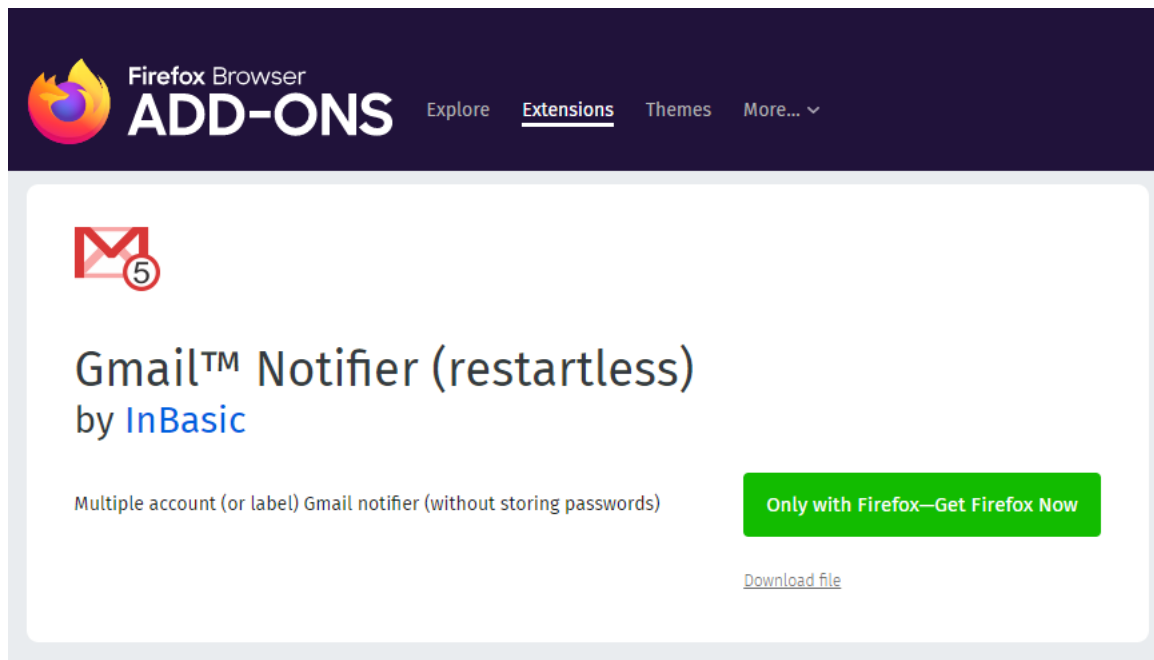 Firefox Browser
ADD-ONS
Explore Extensions Themes More...
5
Gmail™ Notifier (restartless)
by InBasic
Multiple account (or label) Gmail notifier (without storing passwords)
Only with Firefox—Get Firefox Now
Download file